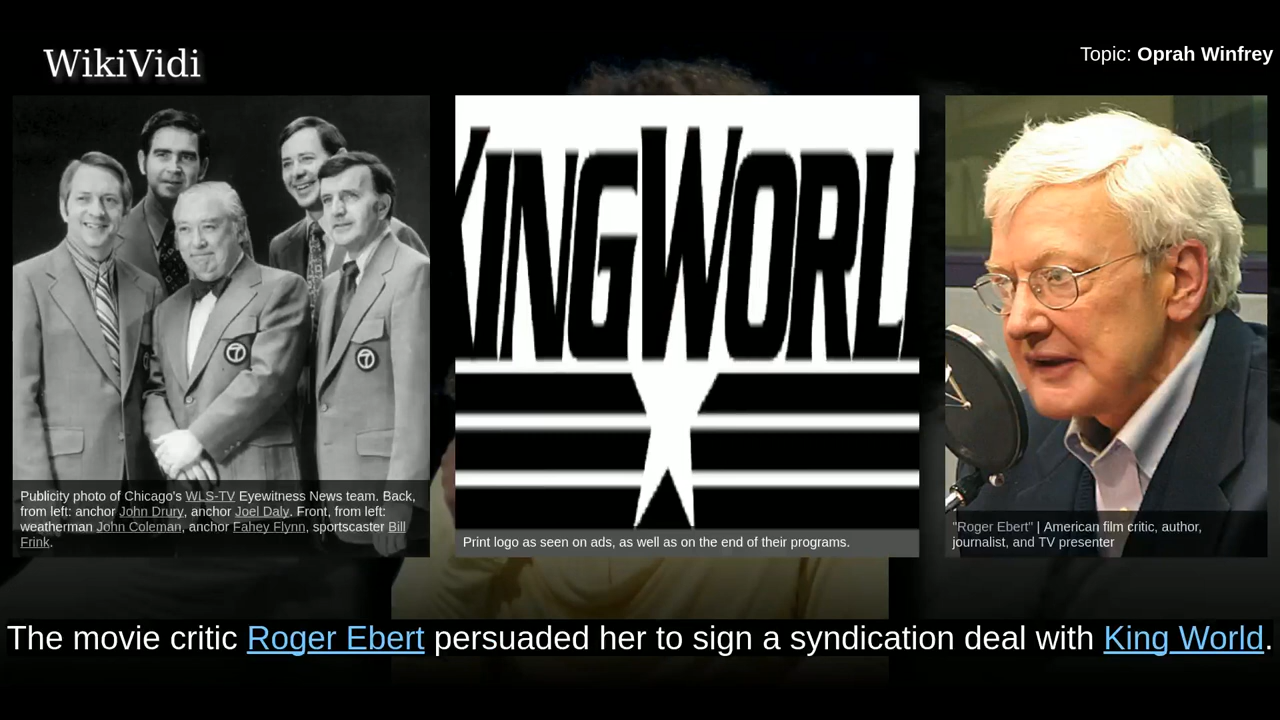 WikiVidi
Topic: Oprah Winfrey
KINGWORLD
7
7
Publicity photo of Chicago's WLS-TV Eyewitness News team. Back,
from left: anchor John Drury, anchor Joel Daly. Front, from left:
weatherman John Coleman, anchor Fahey Flynn, sportscaster Bill
Frink.
Print logo as seen on ads, as well as on the end of their programs.
"Roger Ebert" | American film critic, author,
journalist, and TV presenter
The movie critic Roger Ebert persuaded her to sign a syndication deal with King World.